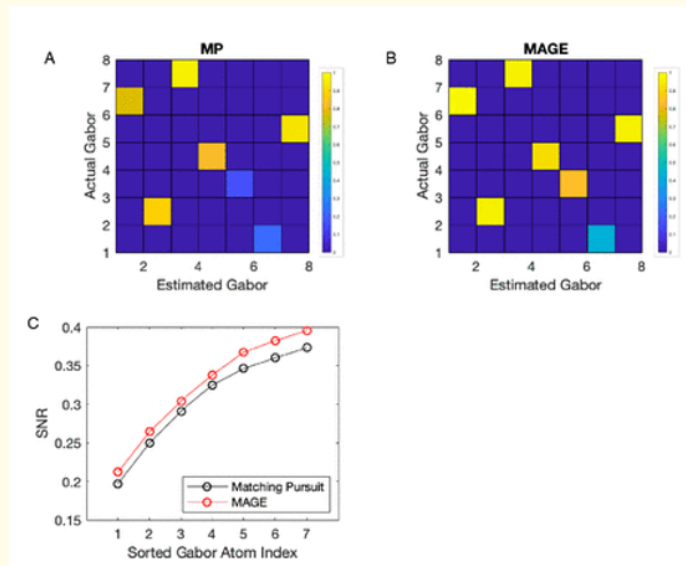 A
MP
8
7
6
5
4
3
2
1
Actual Gabor
2 4 6 8
Estimated Gabor
B
MAGE
8
7
6
5
4
3
2
1
Actual Gabor
2 4 6 8
Estimated Gabor
C
0.4
0.35
0.3
0.25
0.2
0.15
SNR
Matching Pursuit
MAGE
1 2 3 4 5 6 7
Sorted Gabor Atom Index